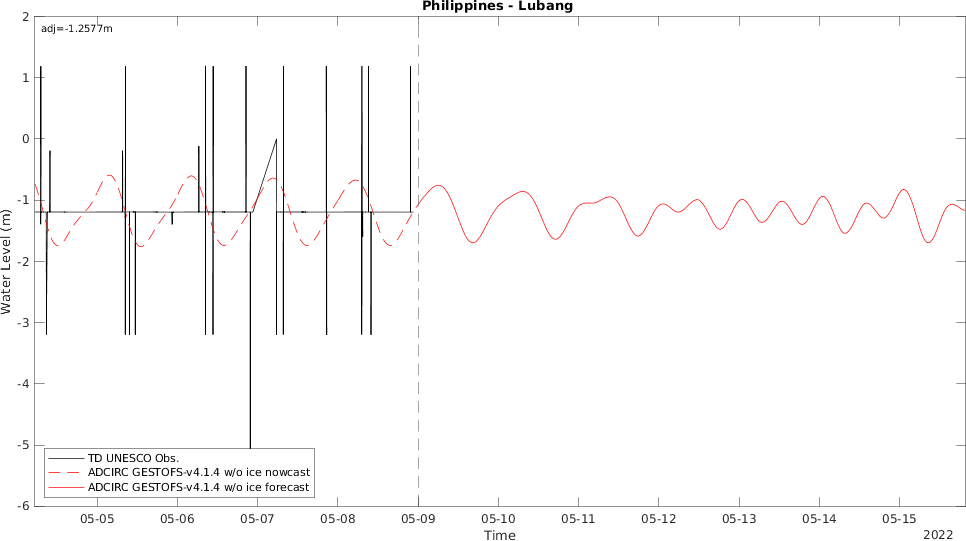 Philippines - Lubang
adj=-1.2577m
2
1
0
-1
-2
-3
-4
-5
-6
Water Level (m)
TD UNESCO Obs.
ADCIRC GESTOFS-v4.1.4 w/o ice nowcast
ADCIRC GESTOFS-v4.1.4 w/o ice forecast
05-05 05-06 05-07 05-08 05-09 05-10 05-11 05-12 05-13 05-14 05-15
Time
2022